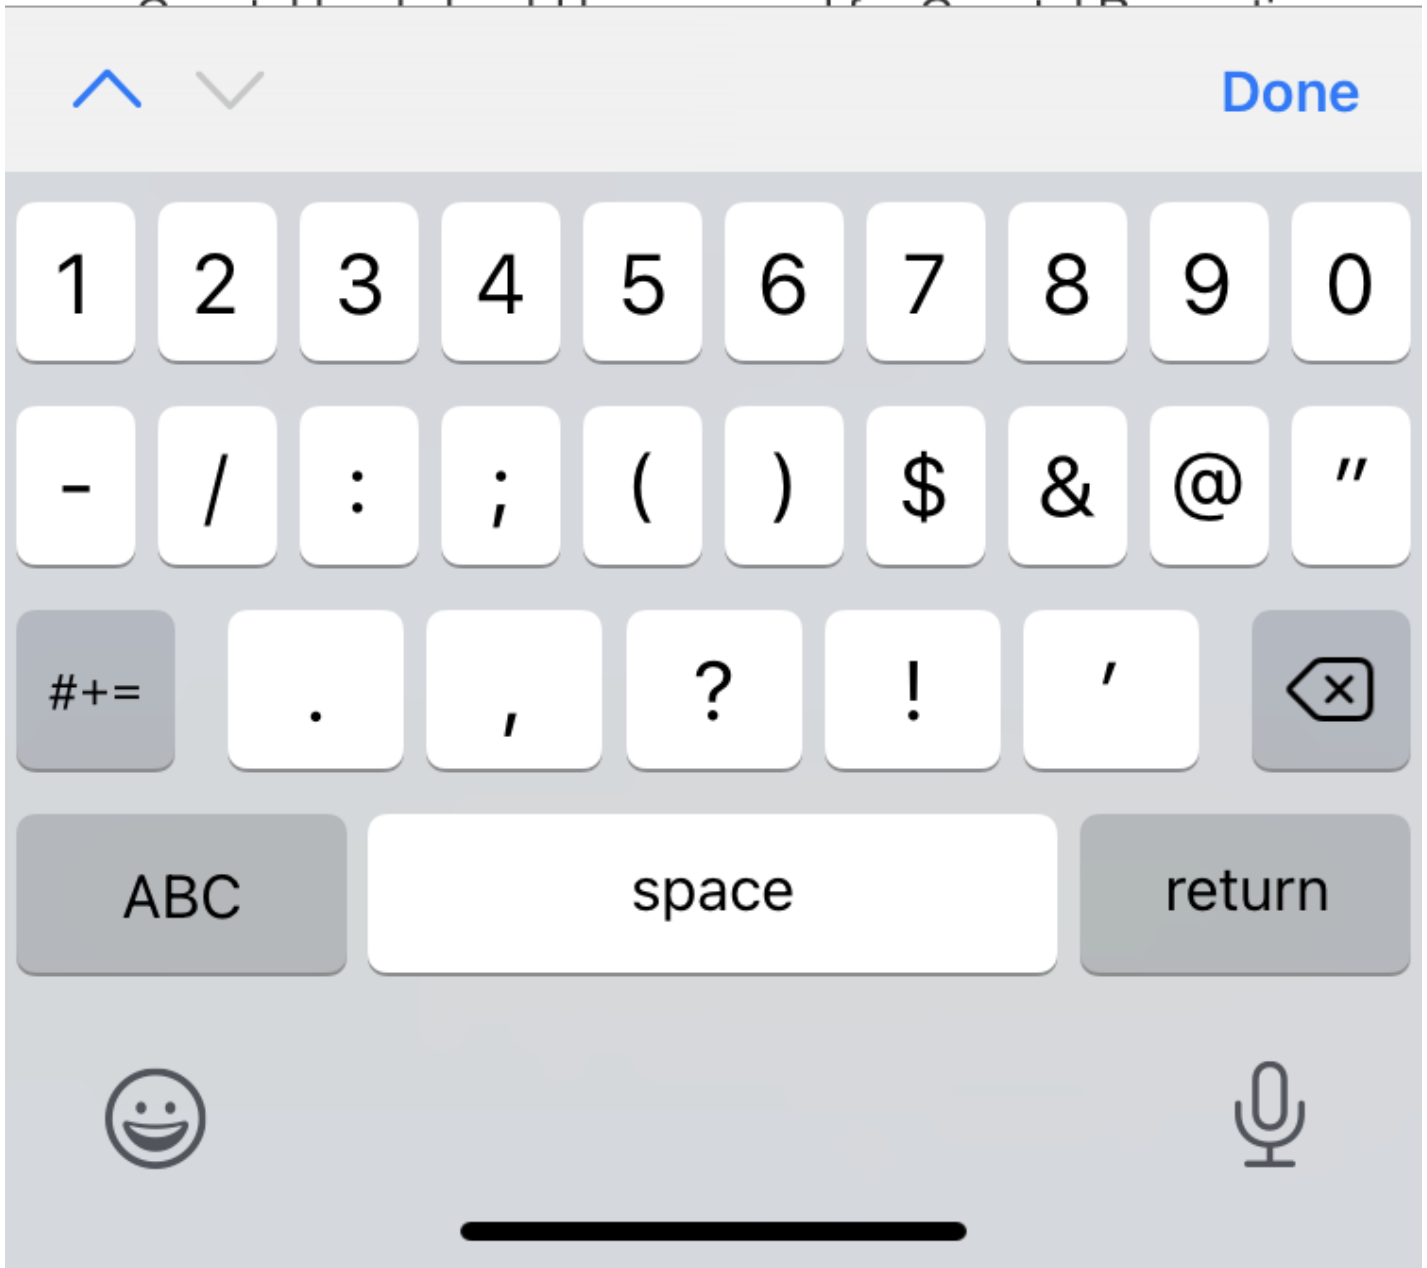 Done
1 2 3 4 5 6 7 8 9 0
- / : ; ( ) $ & @ "
#+= . , ? ! '
ABC space return